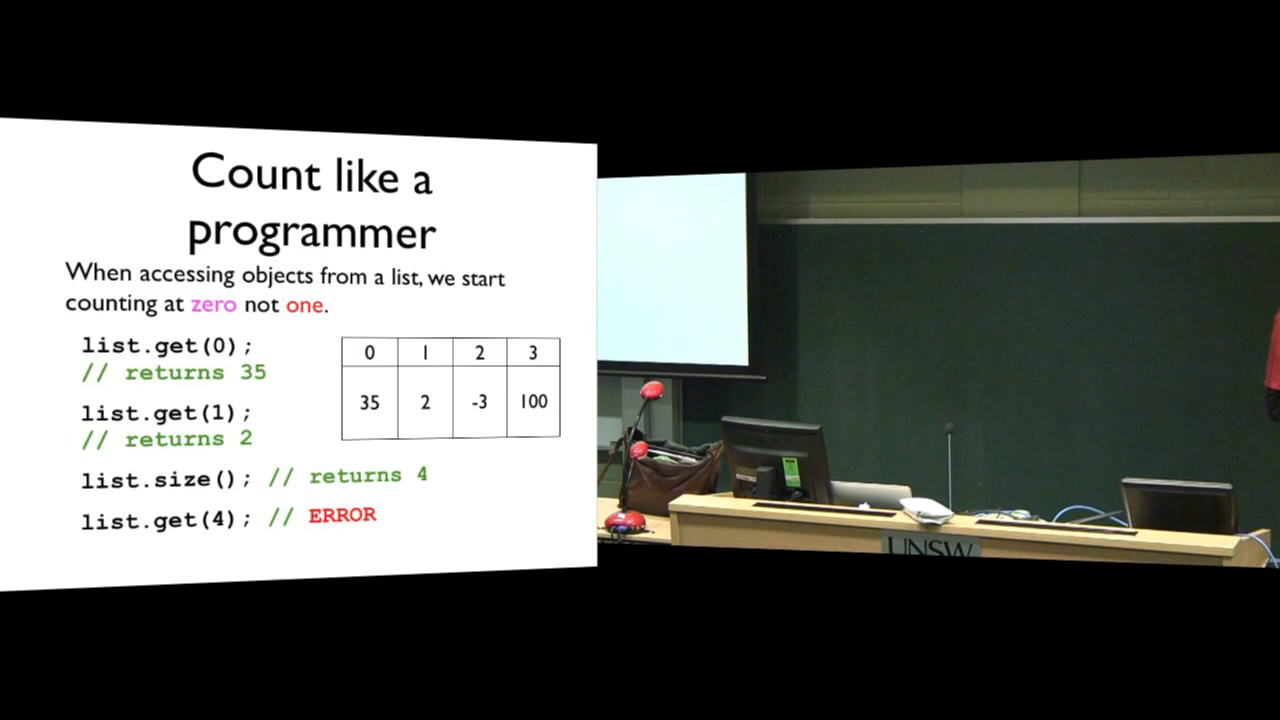 Count like a
programmer
When accessing objects from a list, we start
counting at zero not one.
list.get(0);
// returns 35
list.get(1);
// returns 2
list.size(); // returns 4
list.get(4); // ERROR
0 1 2 3
35 2 -3 100
UNSW